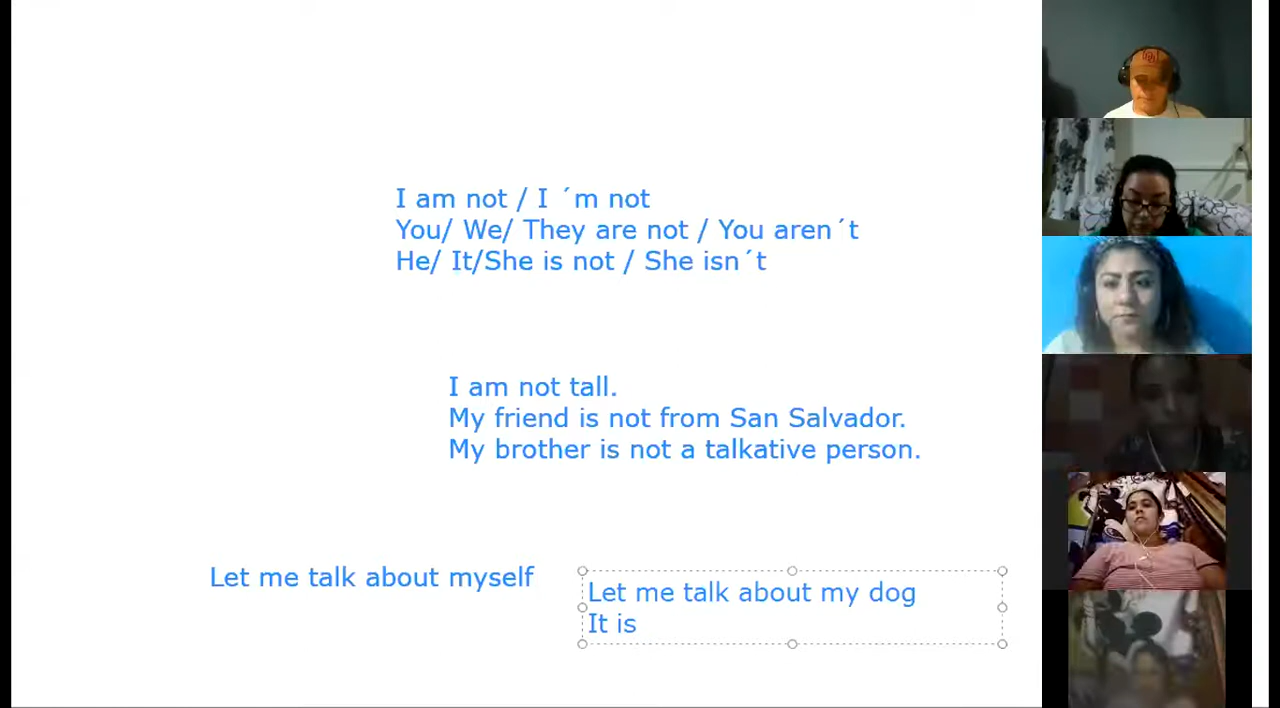 I am not / I ´m not
You/ We/ They are not / You aren´t
He/ It/She is not / She isn´t
I am not tall.
My friend is not from San Salvador.
My brother is not a talkative person.
Let me talk about myself
Let me talk about my dog
It is